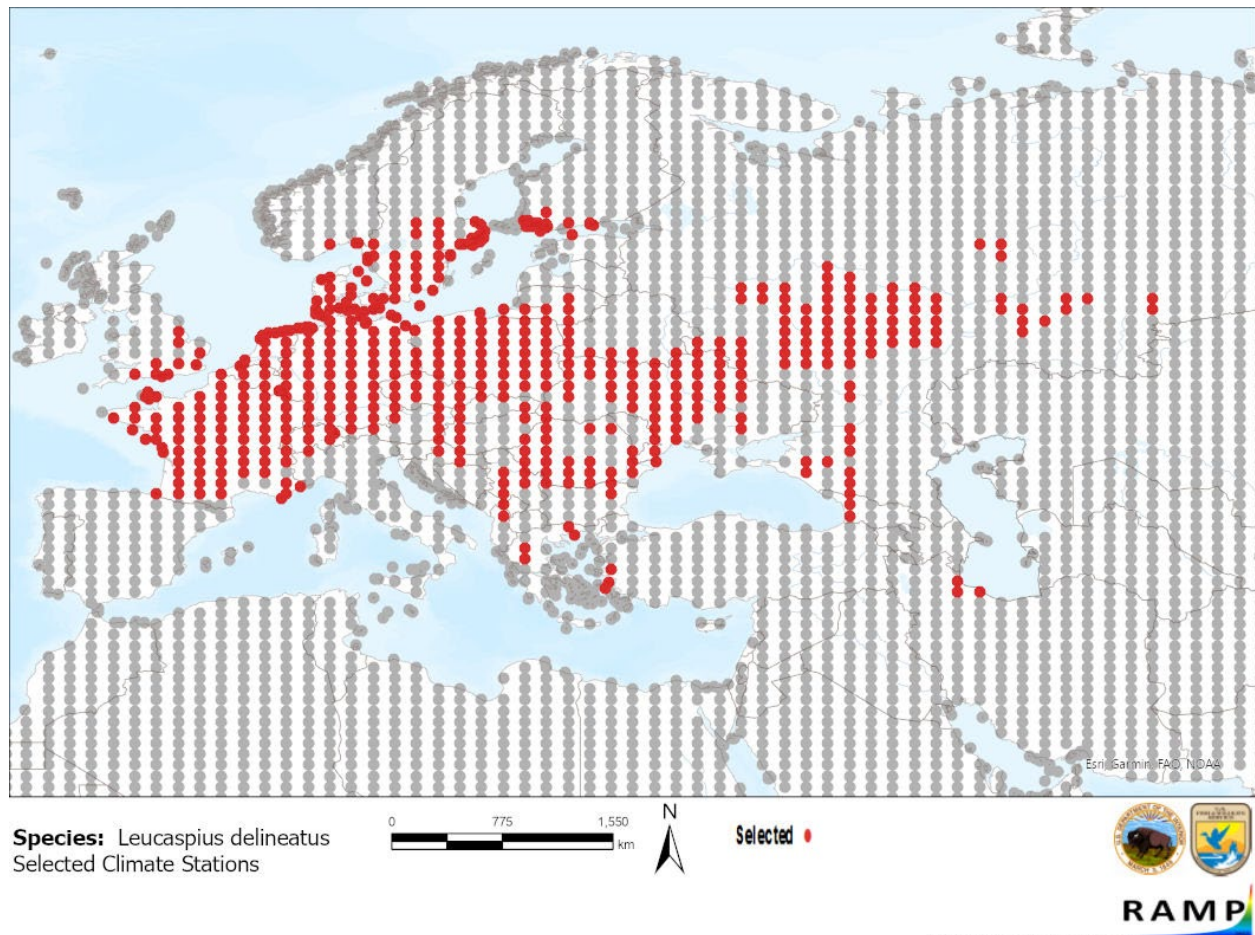 Esri, Garmin, FAO, NOAA
Species: Leucaspius delineatus
Selected Climate Stations
0 775 1,550
km
N
Selected
RAMP